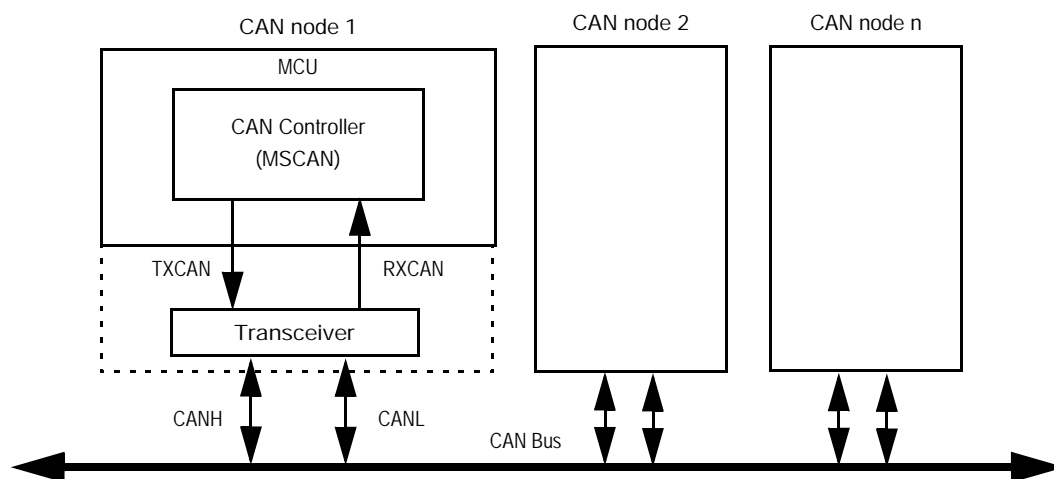 CAN node 1
CAN node 2
CAN node n
MCU
CAN Controller
(MSCAN)
TXCAN
RXCAN
Transceiver
CANH
CANL
CAN Bus